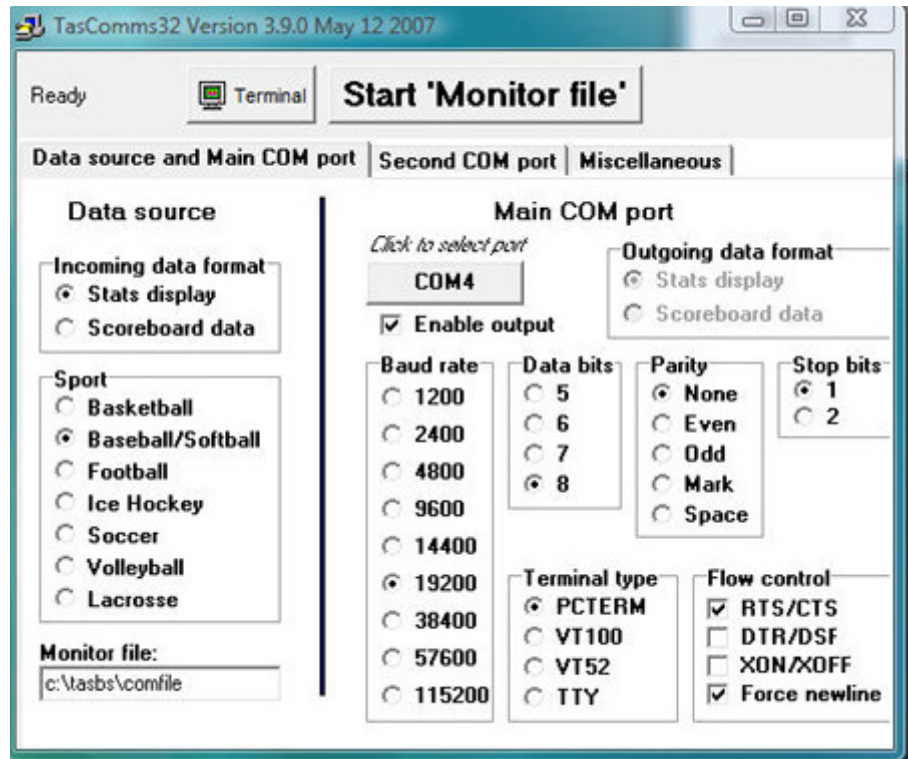 TasComms32 Version 3.9.0 May 12 2007
Ready
Terminal
Start 'Monitor file'
Data source and Main COM port
Second COM port
Miscellaneous
Data source
Incoming data format
Stats display
Scoreboard data
Sport
Basketball
Baseball/Softball
Football
Ice Hockey
Soccer
Volleyball
Lacrosse
Monitor file:
c:\tasbs\comfile
Main COM port
Click to select port
COM4
Enable output
Outgoing data format
Stats display
Scoreboard data
Baud rate
1200
2400
4800
9600
14400
19200
38400
57600
115200
Data bits
5
6
7
8
Parity
None
Even
Odd
Mark
Space
Stop bits
1
2
Terminal type
PCTERM
VT100
VT52
TTY
Flow control
RTS/CTS
DTR/DSF
XON/XOFF
Force newline